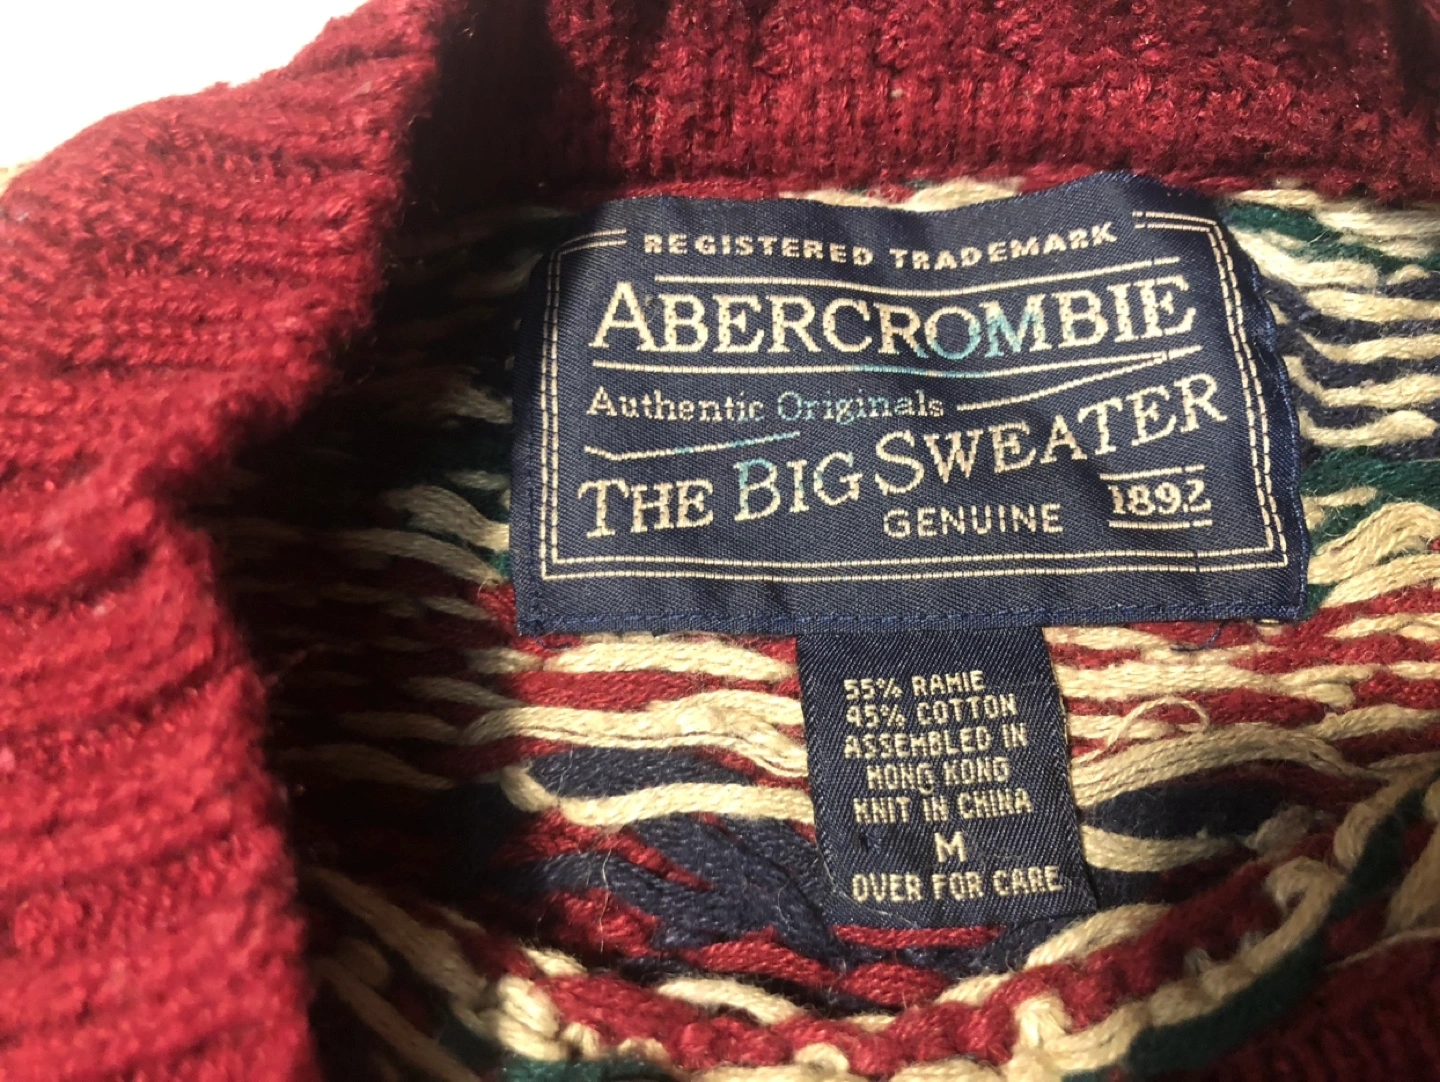 REGISTERED TRADEMARK
ABERCROMBIE
Authentic Originals
THE BIG SWEATER
GENUINE 1892
55% RAMIE
45% COTTON
ASSEMBLED IN
HONG KONG
KNIT IN CHINA
M
OVER FOR CARE